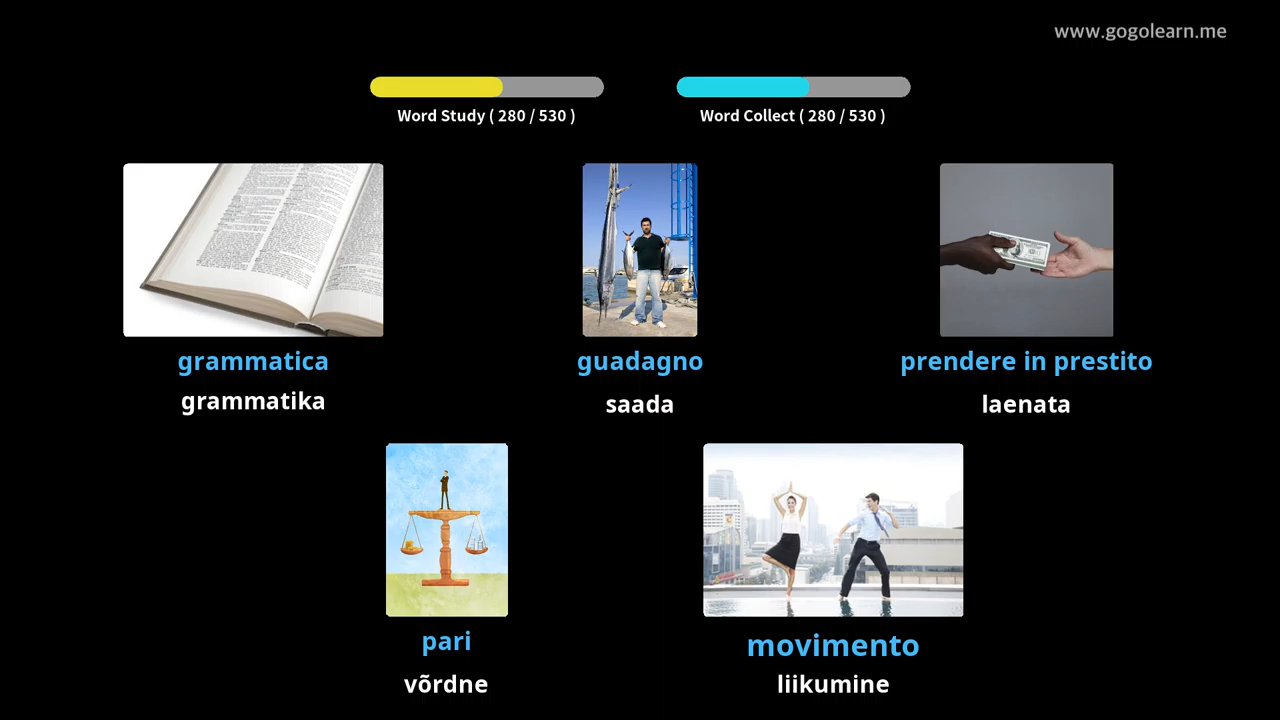 www.gogolearn.me
Word Study ( 280 / 530 )
Word Collect ( 280 / 530 )
grammatica
guadagno
prendere in prestito
grammatika
saada
laenata
pari
movimento
võrdne
liikumine